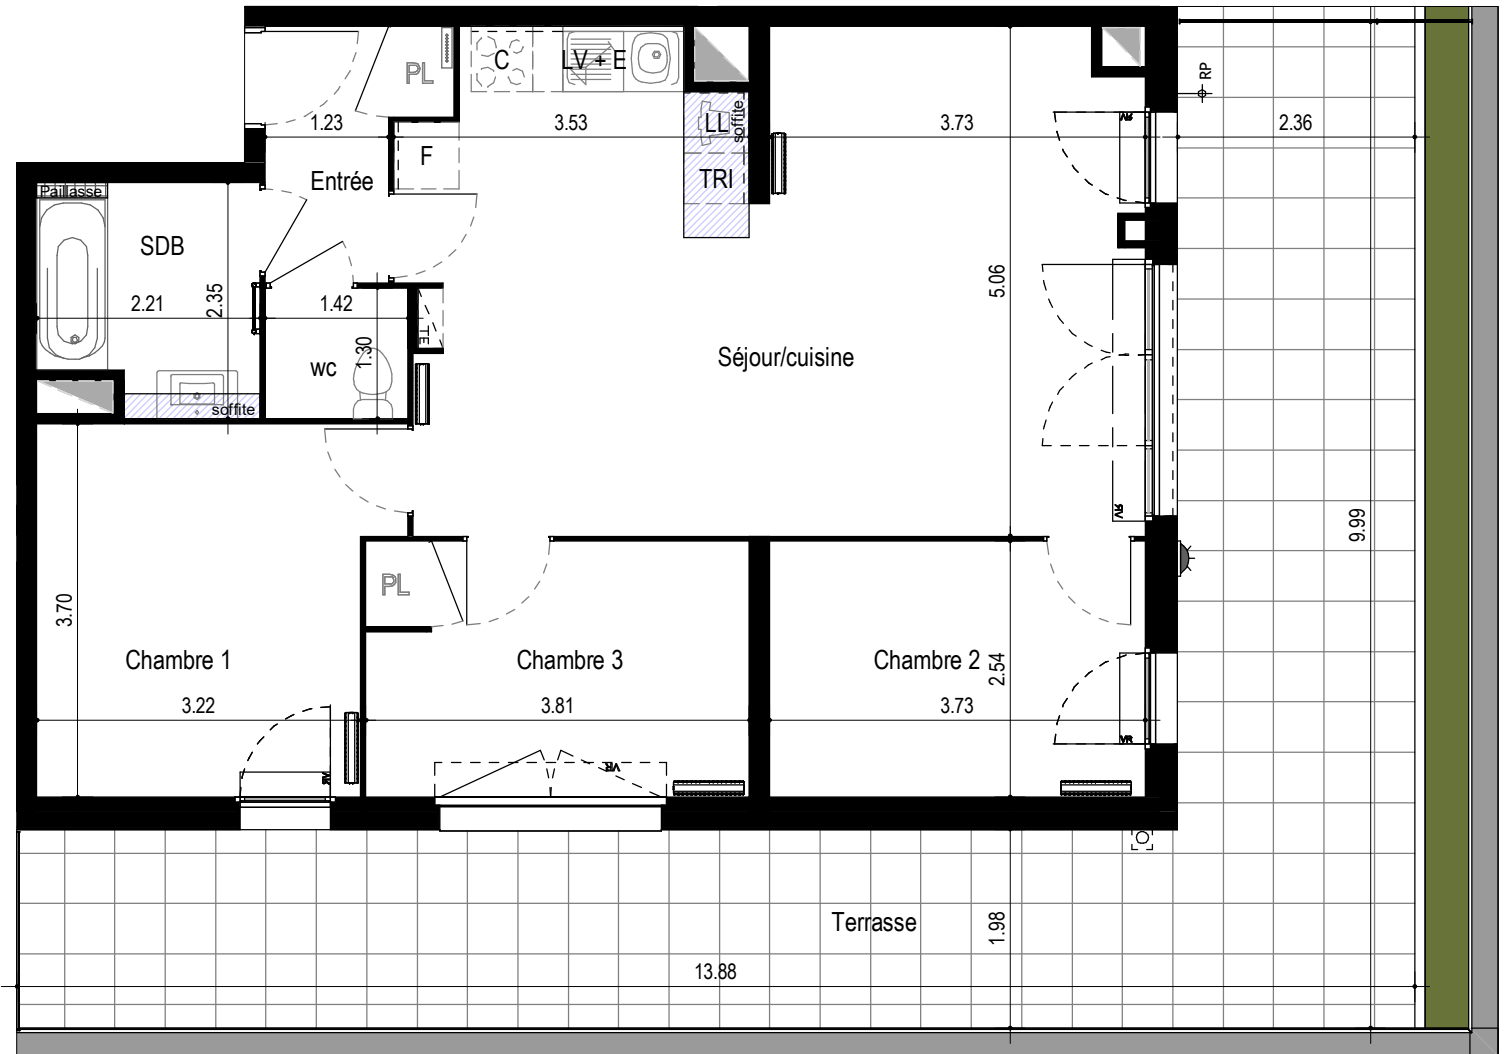 PL
C
LV + E
RP
VR
1.23
3.53
LL
soffite
3.73
2.36
F
TRI
Entrée
Paillasse
SDB
2.21
2.35
1.42
5.06
TE
1.30
wc
Séjour/cuisine
soffite
VR
9.99
PL
3.70
Chambre 1
Chambre 3
Chambre 2
2.54
3.22
3.81
3.73
VR
VR
VR
Terrasse
1.98
13.88